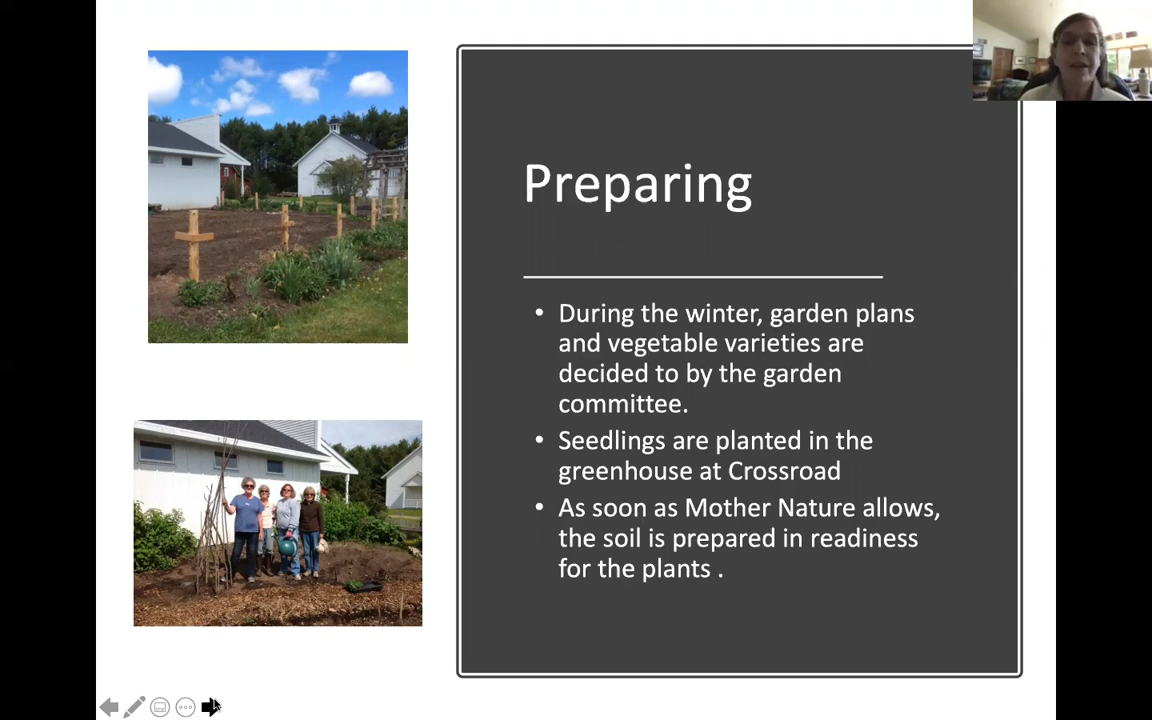 Preparing
• During the winter, garden plans
and vegetable varieties are
decided to by the garden
committee.
• Seedlings are planted in the
greenhouse at Crossroad
• As soon as Mother Nature allows,
the soil is prepared in readiness
for the plants .